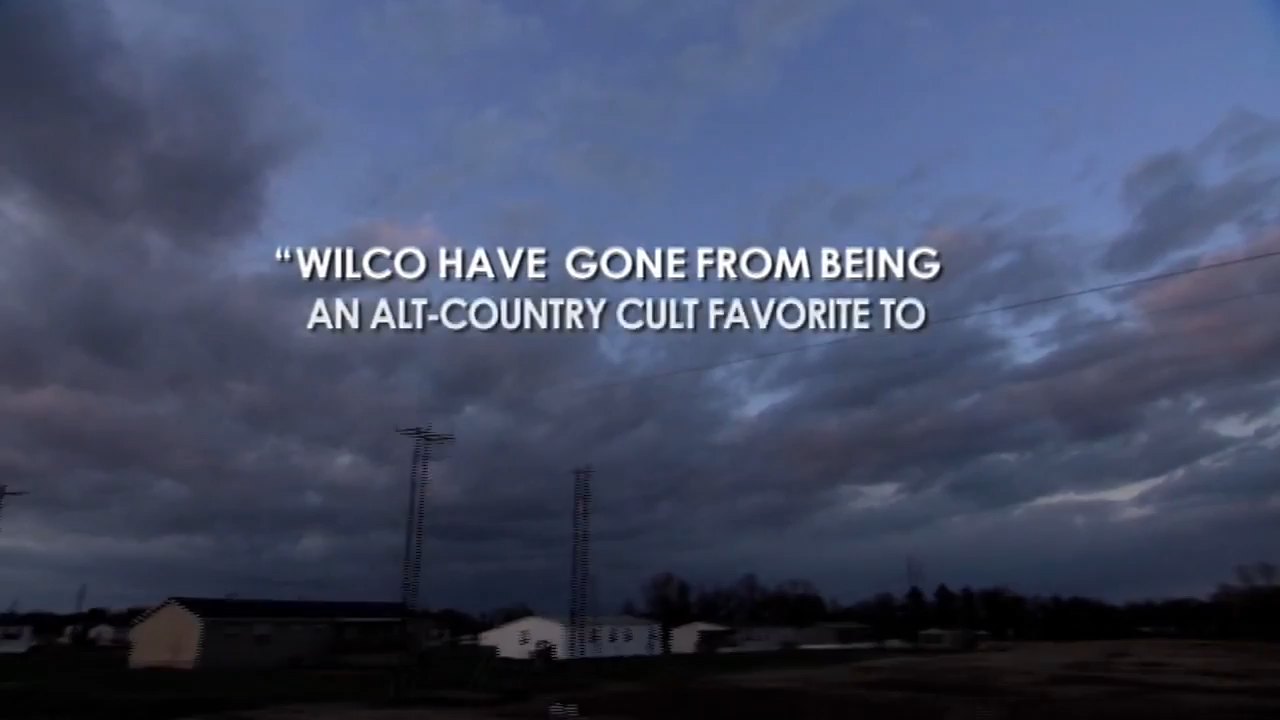 “WILCO HAVE GONE FROM BEING
AN ALT-COUNTRY CULT FAVORITE TO